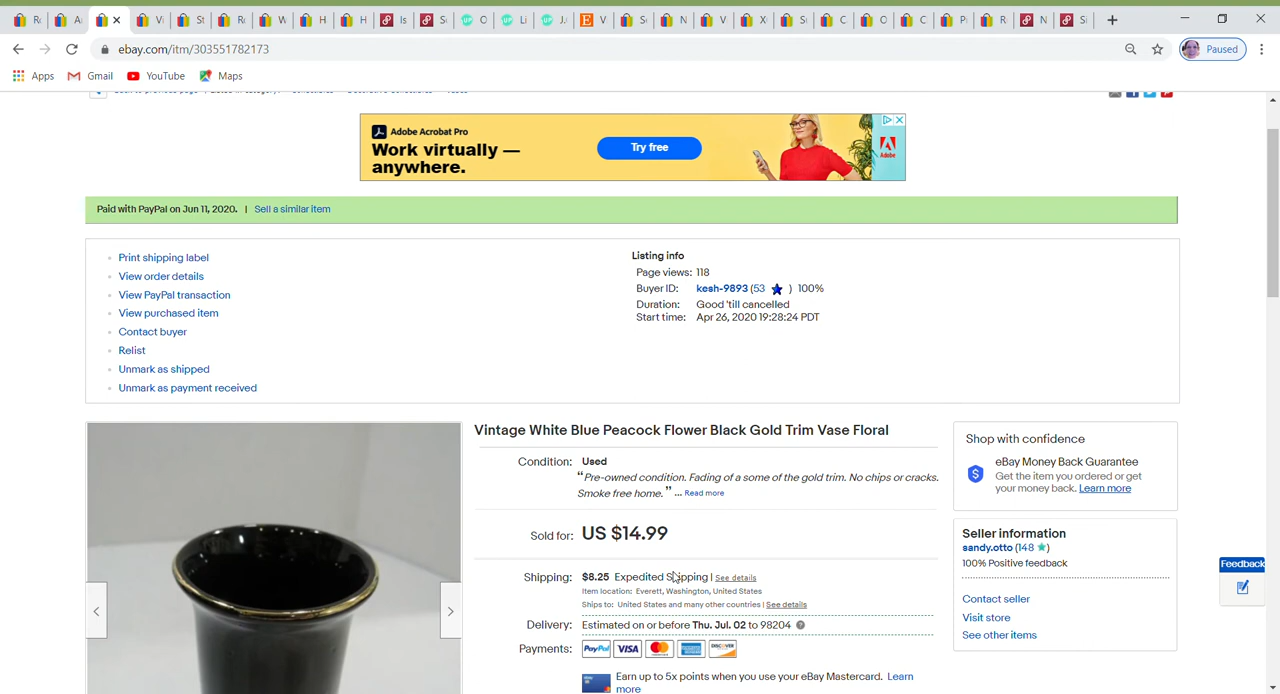 Is
Li
ebay.com/itm/303551782173
Paused
Apps Gmail YouTube Maps
Adobe Acrobat Pro
Work virtually —
anywhere.
Try free
Adobe
Paid with PayPal on Jun 11, 2020. | Sell a similar item
Print shipping label
View order details
View PayPal transaction
View purchased item
Contact buyer
Relist
Unmark as shipped
Unmark as payment received
Listing info
Page views: 118
Buyer ID: kesh-9893 (53 ) 100%
Duration: Good 'till cancelled
Start time: Apr 26, 2020 19:28:24 PDT
Vintage White Blue Peacock Flower Black Gold Trim Vase Floral
Condition: Used
“Pre-owned condition. Fading of a some of the gold trim. No chips or cracks.
Smoke free home.” ... Read more
Sold for: US $14.99
Shipping: $8.25 Expedited Shipping | See details
Item location: Everett, Washington, United States
Ships to: United States and many other countries | See details
Delivery: Estimated on or before Thu. Jul. 02 to 98204
Payments: PayPal VISA DISCOVER
Earn up to 5x points when you use your eBay Mastercard. Learn
more
Shop with confidence
eBay Money Back Guarantee
Get the item you ordered or get
your money back. Learn more
Seller information
sandy.otto (148 )
100% Positive feedback
Contact seller
Visit store
See other items
Feedback